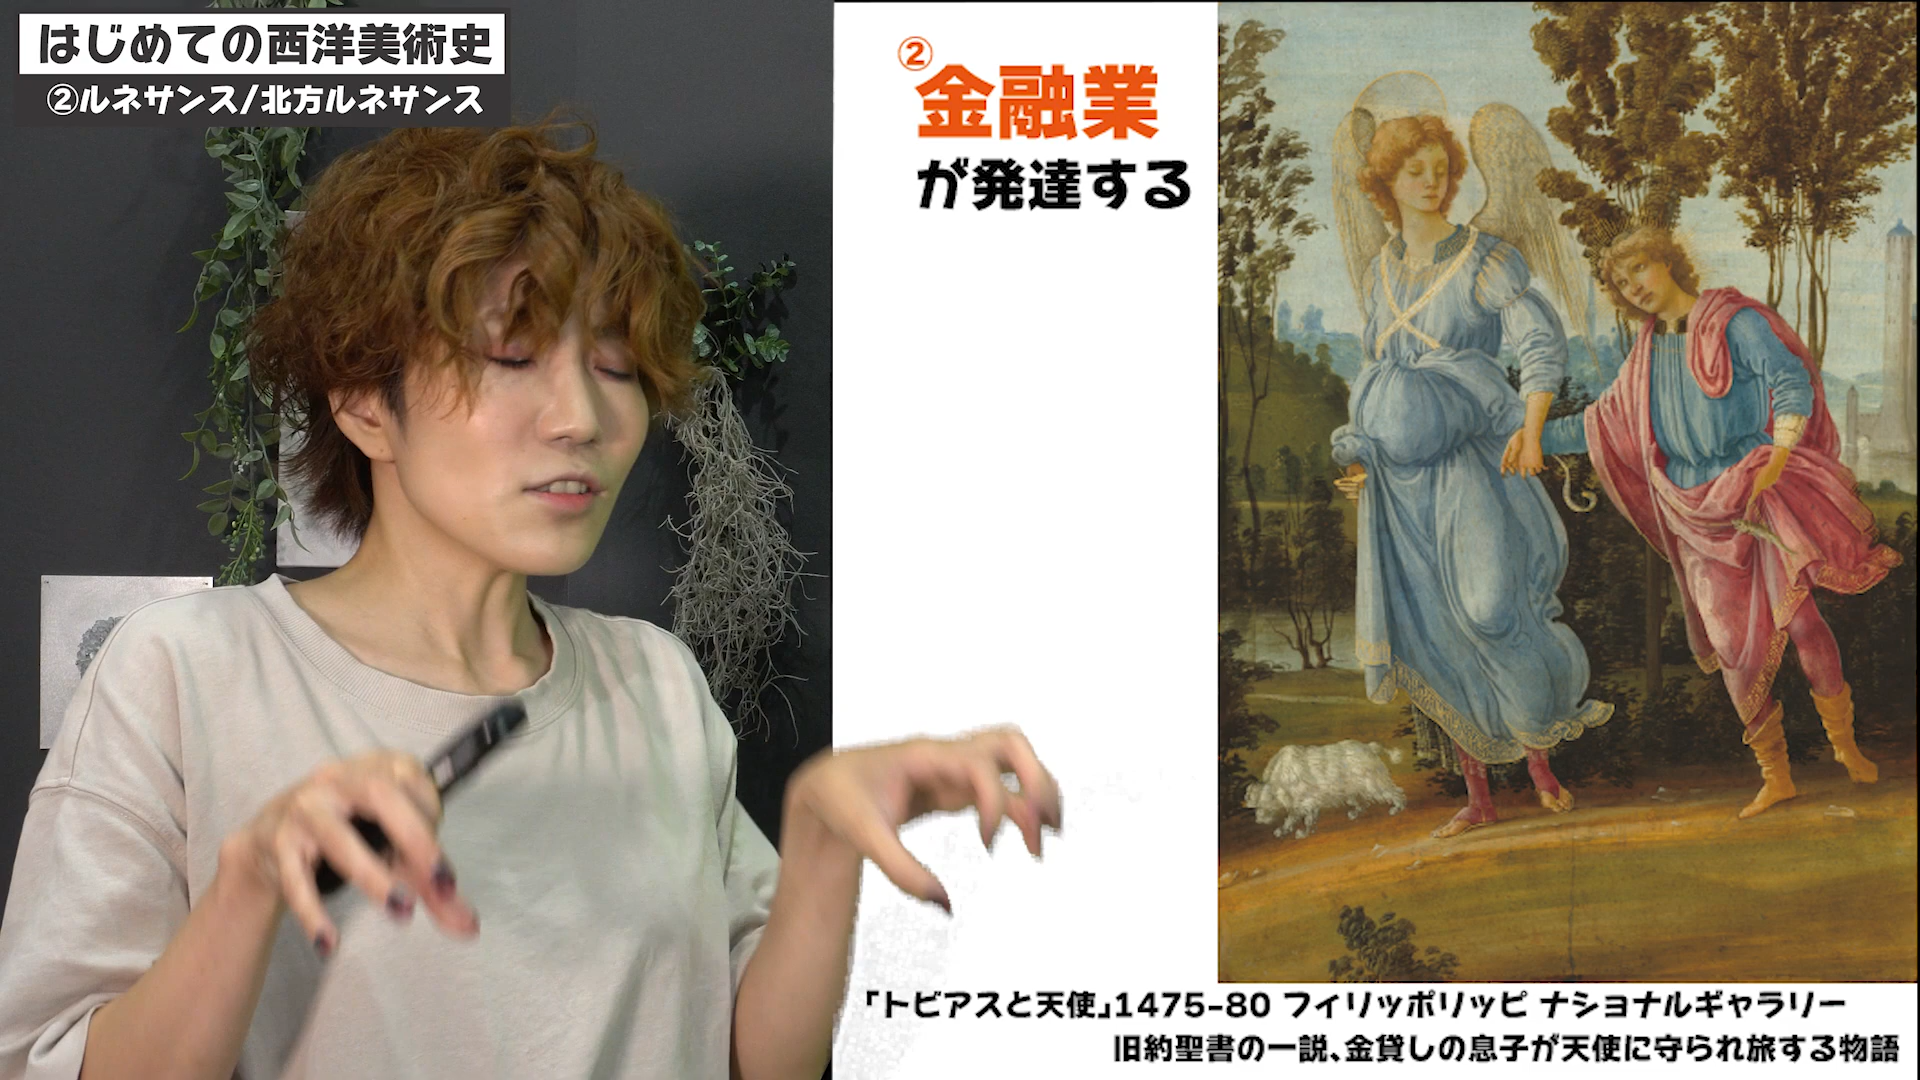 はじめての西洋美術史
②ルネサンス/北方ルネサンス
②
金融業
が発達する
「トビアスと天使」1475-80 フィリッポリッピ ナショナルギャラリー
旧約聖書の一説、金貸しの息子が天使に守られ旅する物語